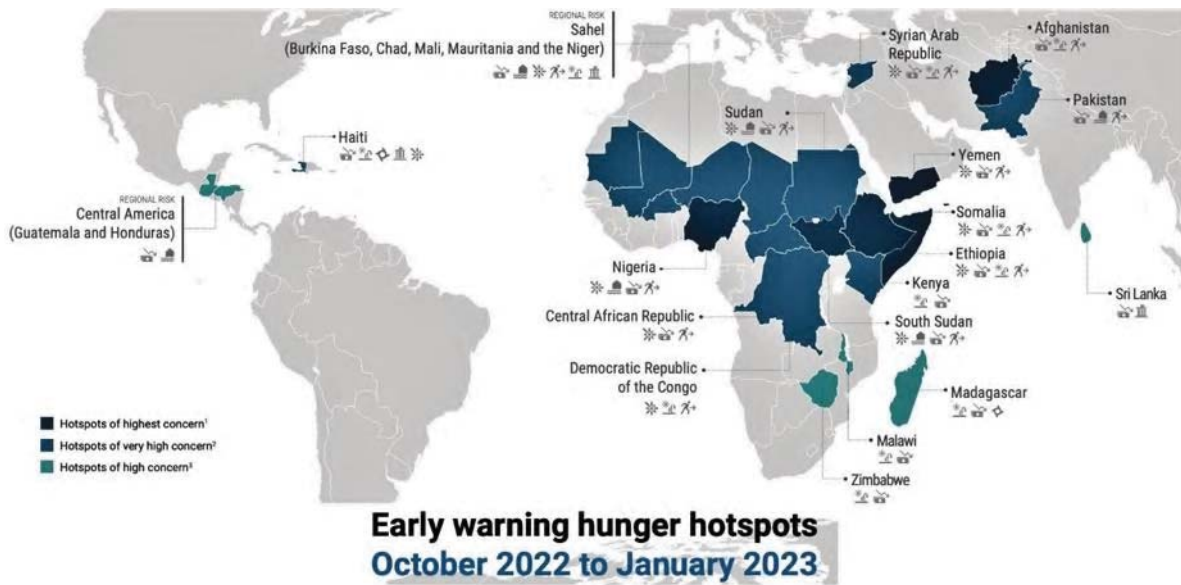 REGIONAL RISK
Sahel
(Burkina Faso, Chad, Mali, Mauritania and the Niger)
Syrian Arab
Republic
Afghanistan
Pakistan
Sudan
Haiti
Yemen
REGIONAL RISK
Central America
(Guatemala and Honduras)
Somalia
Ethiopia
Nigeria
Kenya
Sri Lanka
Central African Republic
South Sudan
Democratic Republic
of the Congo
Madagascar
Hotspots of highest concern¹
Hotspots of very high concern²
Hotspots of high concern³
Malawi
Zimbabwe
Early warning hunger hotspots
October 2022 to January 2023